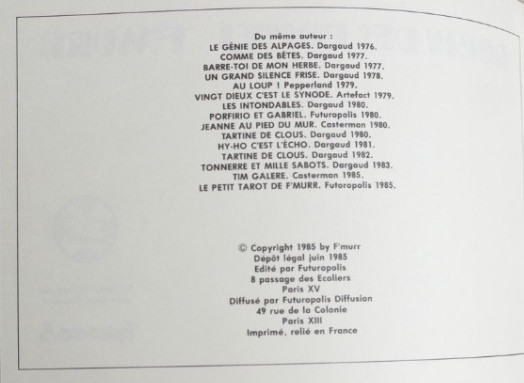 Du même auteur :
LE GÉNIE DES ALPAGES. Dargaud 1976.
COMME DES BÊTES. Dargaud 1977.
BARRE-TOI DE MON HERBE. Dargaud 1977.
UN GRAND SILENCE FRISE. Dargaud 1978.
AU LOUP ! Pepperland 1979.
VINGT DIEUX C'EST LE SYNODE. Artefact 1979.
LES INTONDABLES. Dargaud 1980.
PORFIRIO ET GABRIEL. Futuropolis 1980.
JEANNE AU PIED DU MUR. Casterman 1980.
TARTINE DE CLOUS. Dargaud 1980.
HY-HO C'EST L'ÉCHO. Dargaud 1981.
TARTINE DE CLOUS. Dargaud 1982.
TONNERRE ET MILLE SABOTS. Dargaud 1983.
TIM GALERE. Casterman 1985.
LE PETIT TAROT DE F'MURR. Futoropolis 1985.
© Copyright 1985 by F'murr
Dépôt légal juin 1985
Edité par Futuropolis
8 passage des Ecoliers
Paris XV
Diffusé par Futuropolis Diffusion
49 rue de la Colonie
Paris XIII
Imprimé, relié en France